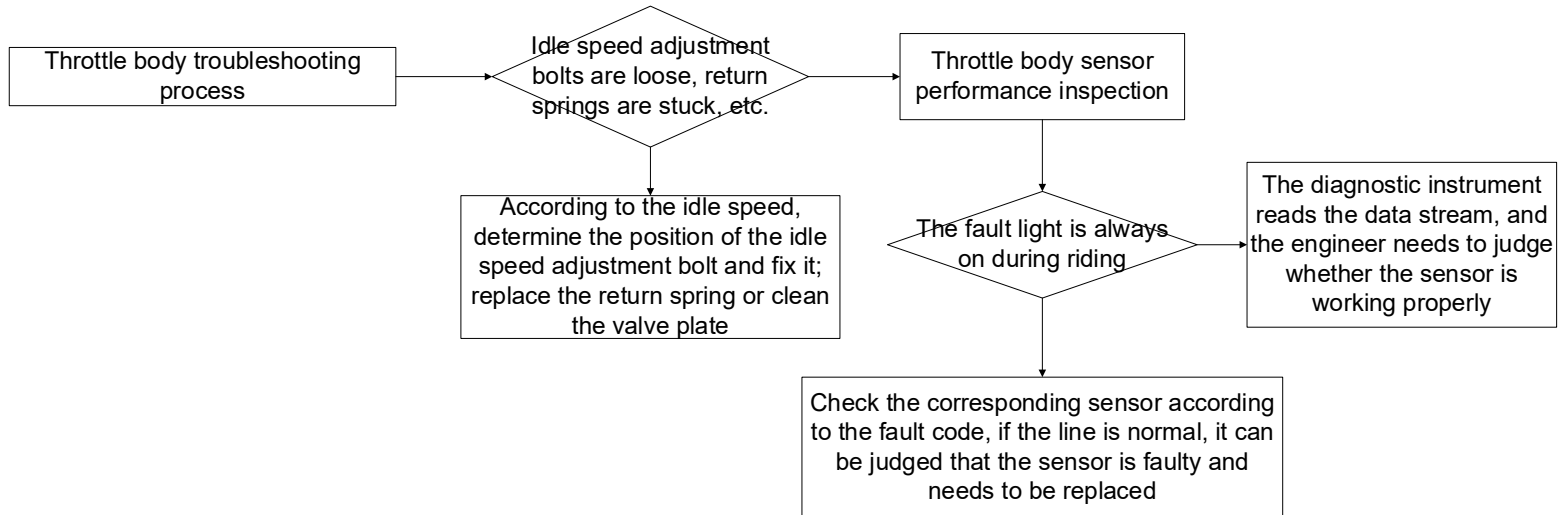 Throttle body troubleshooting
process
Idle speed adjustment
bolts are loose, return
springs are stuck, etc.
Throttle body sensor
performance inspection
According to the idle speed,
determine the position of the idle
speed adjustment bolt and fix it;
replace the return spring or clean
the valve plate
The fault light is always
on during riding
The diagnostic instrument
reads the data stream, and
the engineer needs to judge
whether the sensor is
working properly
Check the corresponding sensor according
to the fault code, if the line is normal, it can
be judged that the sensor is faulty and
needs to be replaced